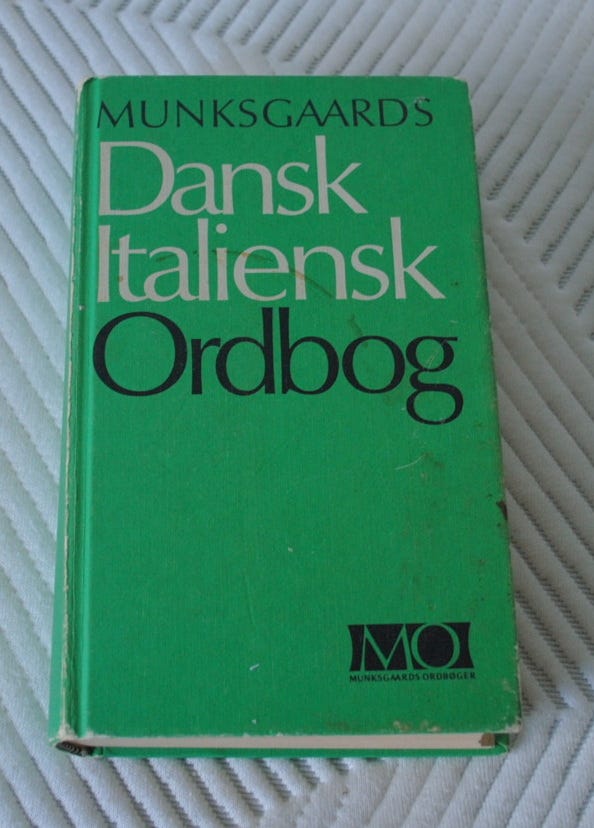 MUNKSGAARDS
Dansk
Italiensk
Ordbog
MO
MUNKSGAARDS ORDBØGER